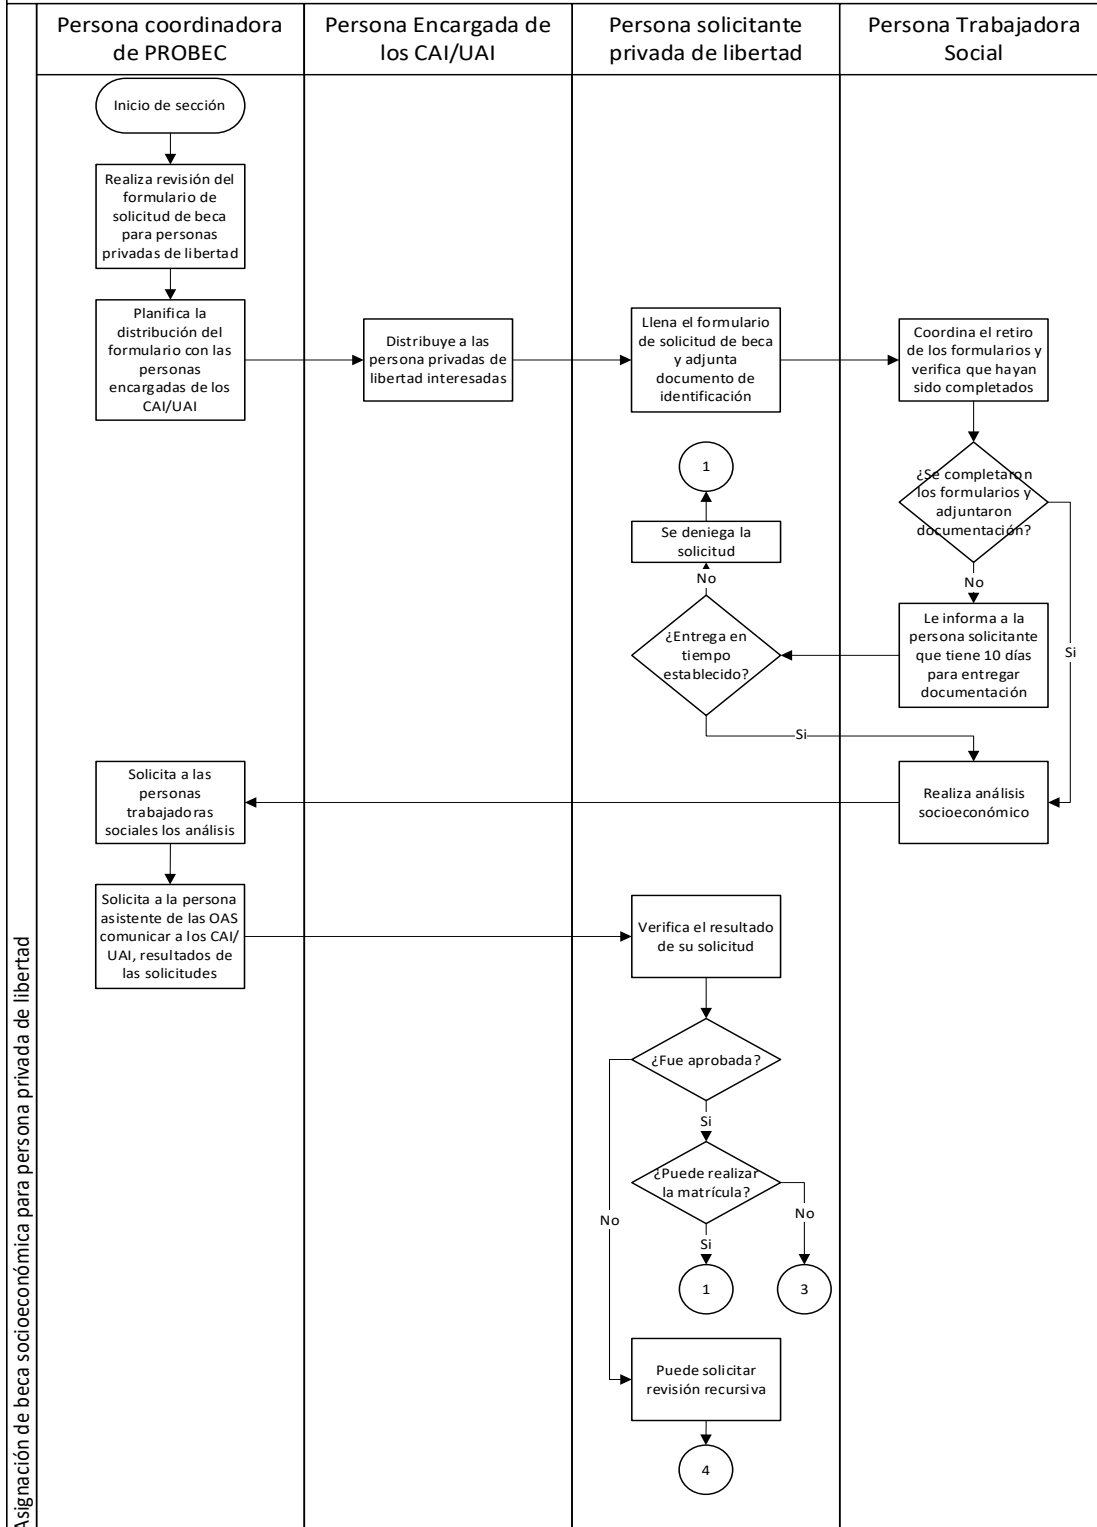 Persona coordinadora
de PROBEC
Persona Encargada de
los CAI/UAI
Persona solicitante
privada de libertad
Persona Trabajadora
Social
Inicio de sección
Realiza revisión del
formulario de
solicitud de beca
para personas
privadas de libertad
Planifica la
distribución del
formulario con las
personas
encargadas de los
CAI/UAI
Distribuye a las
persona privadas de
libertad interesadas
Llena el formulario
de solicitud de beca
y adjunta
documento de
identificación
Coordina el retiro
de los formularios y
verifica que hayan
sido completados
¿Se completaron
los formularios y
adjuntaron
documentación?
1
Se deniega la
solicitud
No
No
¿Entrega en
tiempo
establecido?
Le informa a la
persona solicitante
que tiene 10 días
para entregar
documentación
Si
Si
Solicita a las
personas
trabajadoras
sociales los análisis
Realiza análisis
socioeconómico
Solicita a la persona
asistente de las OAS
comunicar a los CAI/
UAI, resultados de
las solicitudes
Verifica el resultado
de su solicitud
¿Fue aprobada?
Si
¿Puede realizar
la matrícula?
No
No
Si
1
3
Puede solicitar
revisión recursiva
4
Asignación de beca socioeconómica para persona privada de libertad